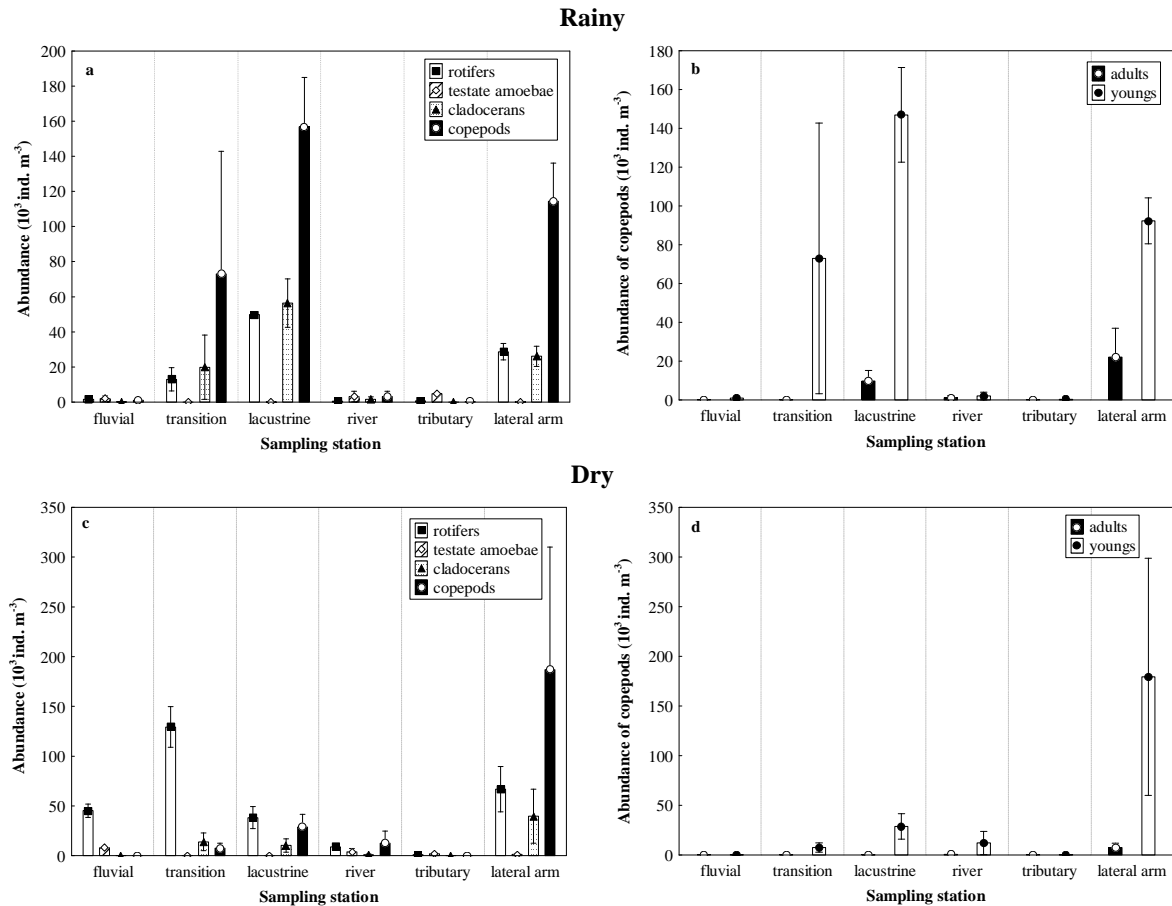 Rainy
a
rotifers
testate amoebae
cladocerans
copepods
Abundance (10³ ind. m⁻³)
200
180
160
140
120
100
80
60
40
20
0
fluvial transition lacustrine river tributary lateral arm
Sampling station
b
adults
youngs
Abundance of copepods (10³ ind. m⁻³)
180
160
140
120
100
80
60
40
20
0
fluvial transition lacustrine river tributary lateral arm
Sampling station
Dry
c
rotifers
testate amoebae
cladocerans
copepods
Abundance (10³ ind. m⁻³)
350
300
250
200
150
100
50
0
fluvial transition lacustrine river tributary lateral arm
Sampling station
d
adults
youngs
Abundance of copepods (10³ ind. m⁻³)
350
300
250
200
150
100
50
0
fluvial transition lacustrine river tributary lateral arm
Sampling station